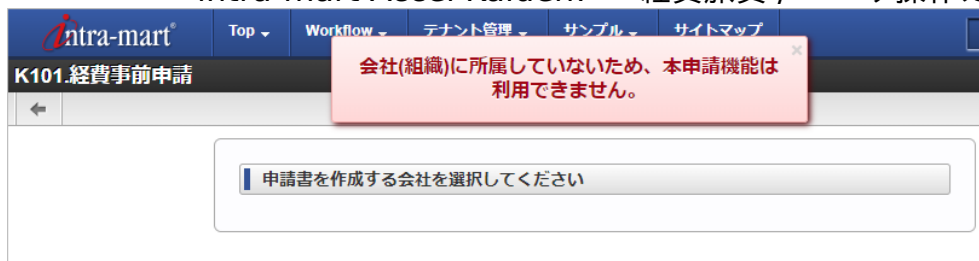 intra-mart Top Workflow テナント管理 サンプル サイトマップ
会社(組織)に所属していないため、本申請機能は
利用できません。
K101.経費事前申請
申請書を作成する会社を選択してください